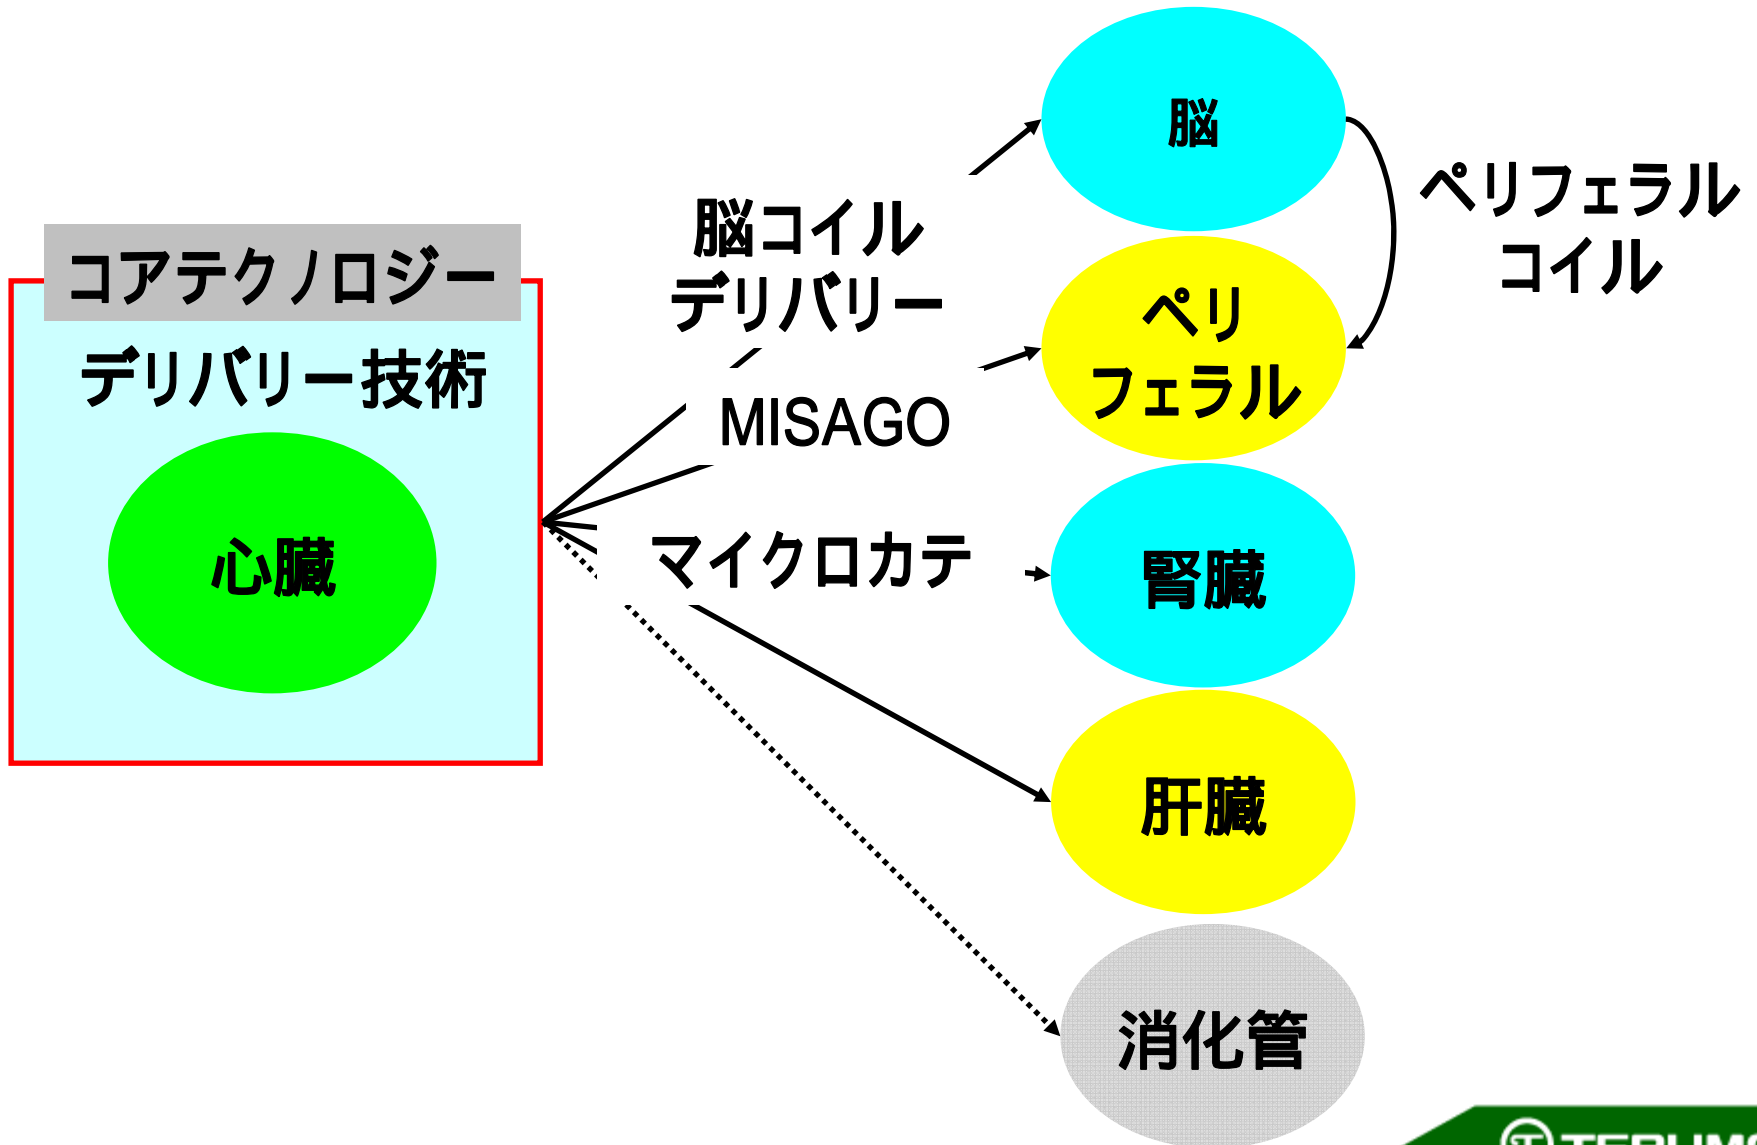 コアテクノロジー
デリバリー技術
心臓
脳コイル
デリバリー
MISAGO
マイクロカテ
脳
ペリ
フェラル
腎臓
肝臓
消化管
ペリフェラル
コイル